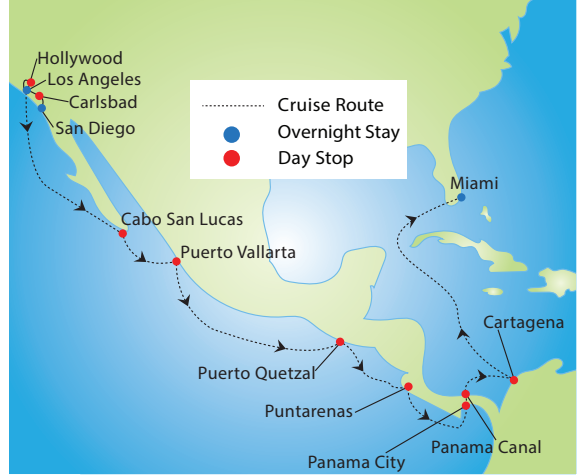 Hollywood
Los Angeles
Carlsbad
San Diego
Cruise Route
Overnight Stay
Day Stop
Miami
Cabo San Lucas
Puerto Vallarta
Cartagena
Puerto Quetzal
Puntarenas
Panama Canal
Panama City